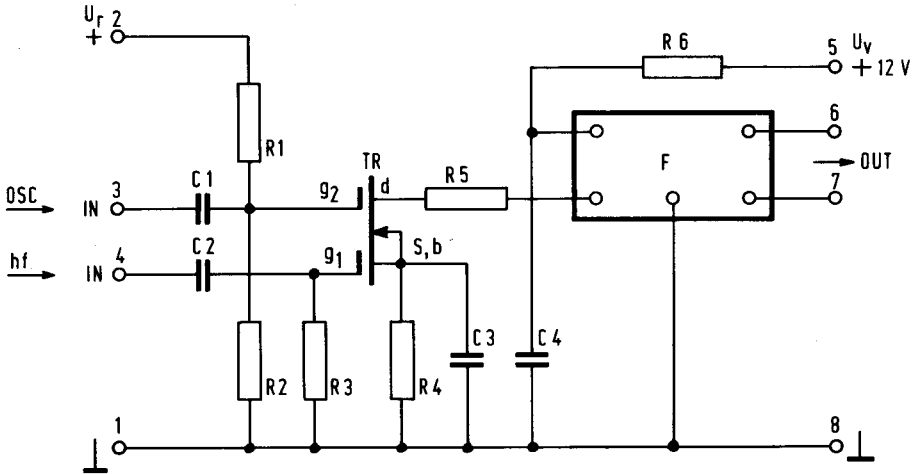 Ur 2
+
R6
5 Uv
+ 12 V
R1
6
F
OUT
TR
OSC
IN 3
C1
g2
d
R5
7
hf
IN 4
C2
g1
S,b
R2
R3
R4
C3
C4
1
8